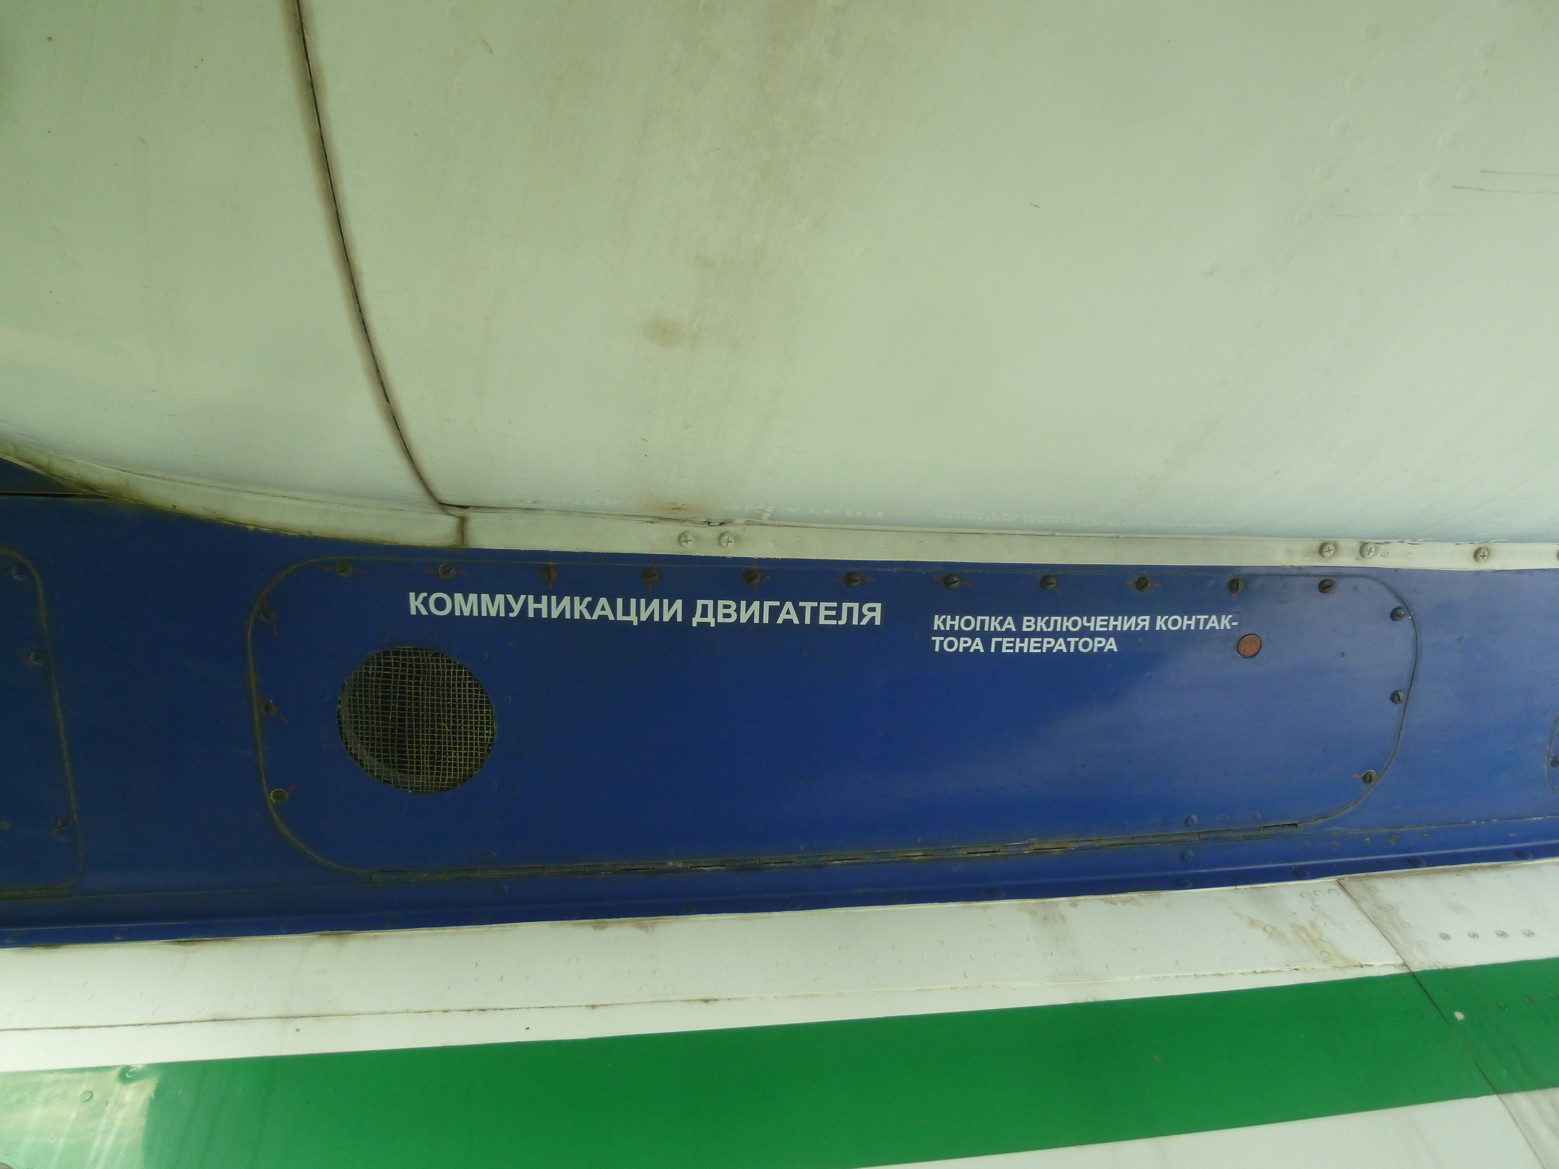 КОММУНИКАЦИИ ДВИГАТЕЛЯ
КНОПКА ВКЛЮЧЕНИЯ КОНТАК-
ТОРА ГЕНЕРАТОРА